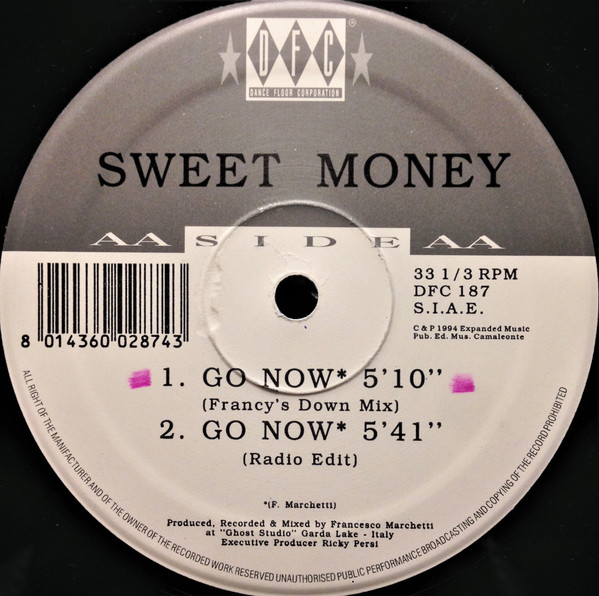 DFC®
DANCE FLOOR CORPORATION
SWEET MONEY
AA SIDE AA
33 1/3 RPM
DFC 187
S.I.A.E.
C & P 1994 Expanded Music
Pub. Ed. Mus. Camaleonte
8 014360 028743
1. GO NOW* 5'10''
(Francy's Down Mix)
2. GO NOW* 5'41''
(Radio Edit)
*(F. Marchetti)
Produced, Recorded & Mixed by Francesco Marchetti
at "Ghost Studio" Garda Lake - Italy
Executive Producer Ricky Persi
ALL RIGHT OF THE MANIFACTURER AND OF THE OWNER OF THE RECORDED WORK RESERVED UNAUTHORISED PUBLIC PERFORMANCE BROADCASTING AND COPYING OF THE RECORD PROHIBITED